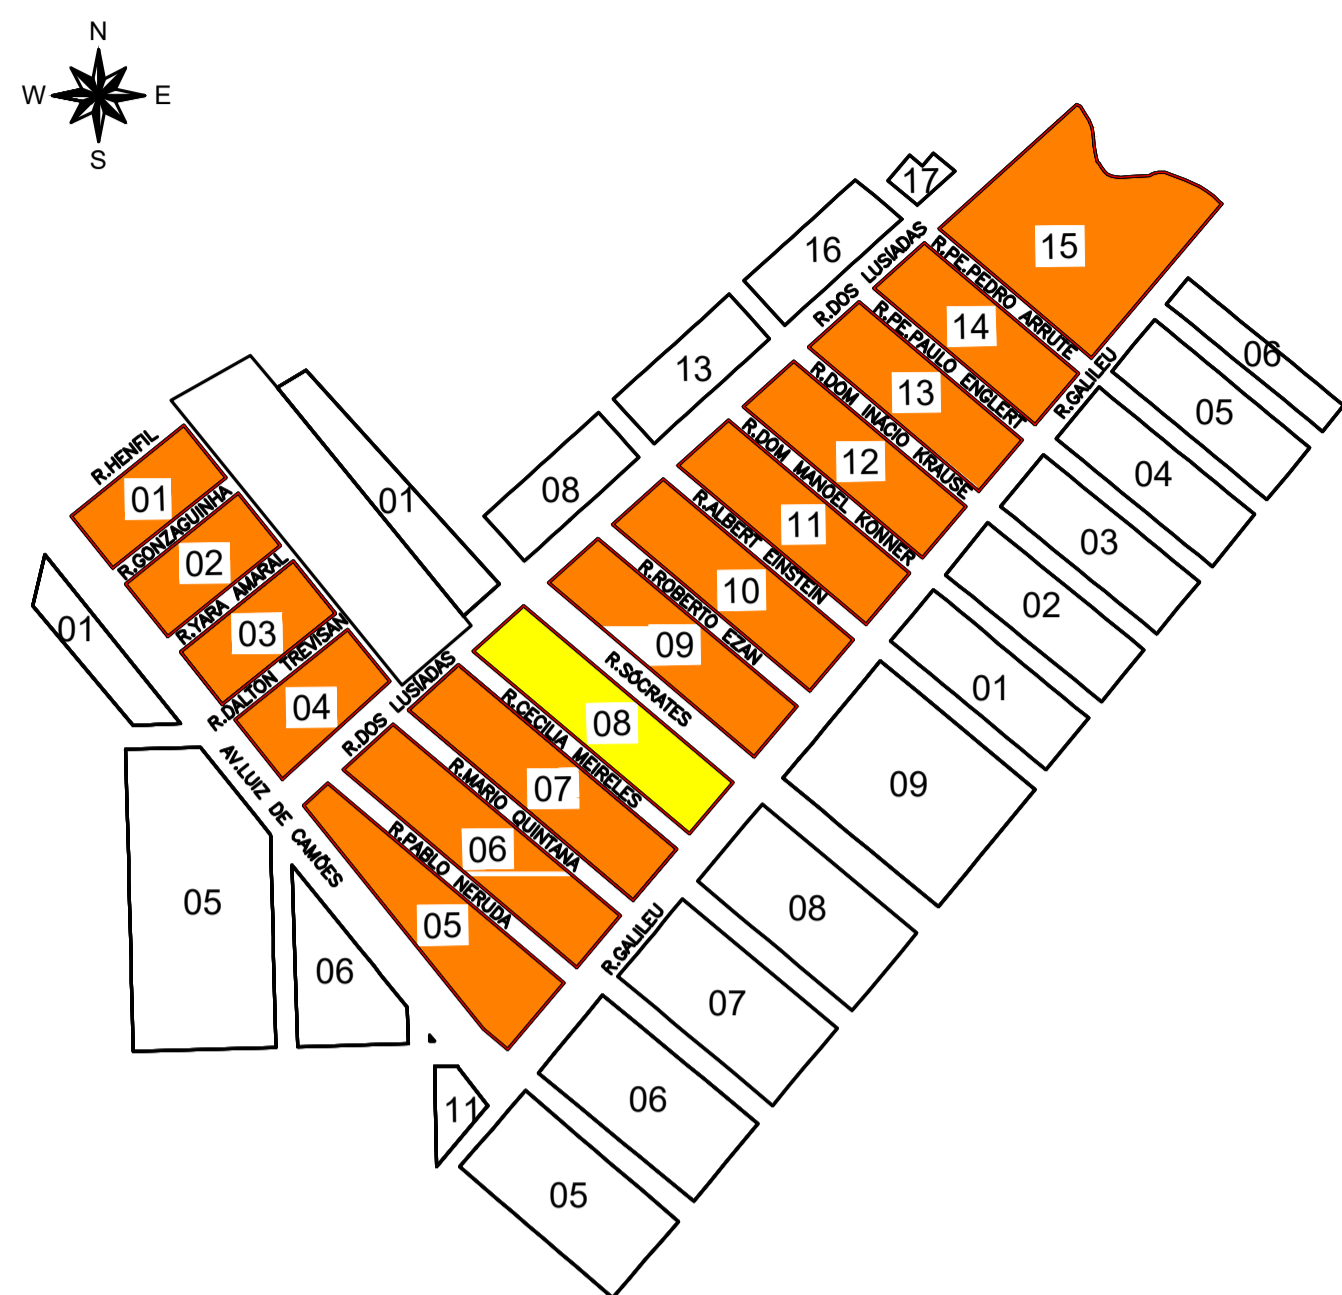 N
W
E
S
17
15
16
R.DOS LUSÍADAS
R.PE.PEDRO ARRUTE
14
R.PE.PAULO ENGLERT
R.GALILEU
06
13
13
R.DOM INÁCIO KRAUSE
05
12
R.DOM MANOEL KONNER
04
08
11
R.ALBERT EINSTEIN
03
10
R.ROBERTO EZAN
02
09
R.SÓCRATES
01
R.HENFIL
01
R.GONZAGUINHA
01
02
R.YARA AMARAL
01
03
R.DALTON TREVISAN
04
R.DOS LUSÍADAS
08
R.CECILIA MEIRELES
07
R.MARIO QUINTANA
06
R.PABLO NERUDA
05
AV.LUIZ DE CAMÕES
R.GALILEU
09
08
07
06
05
05
06
11